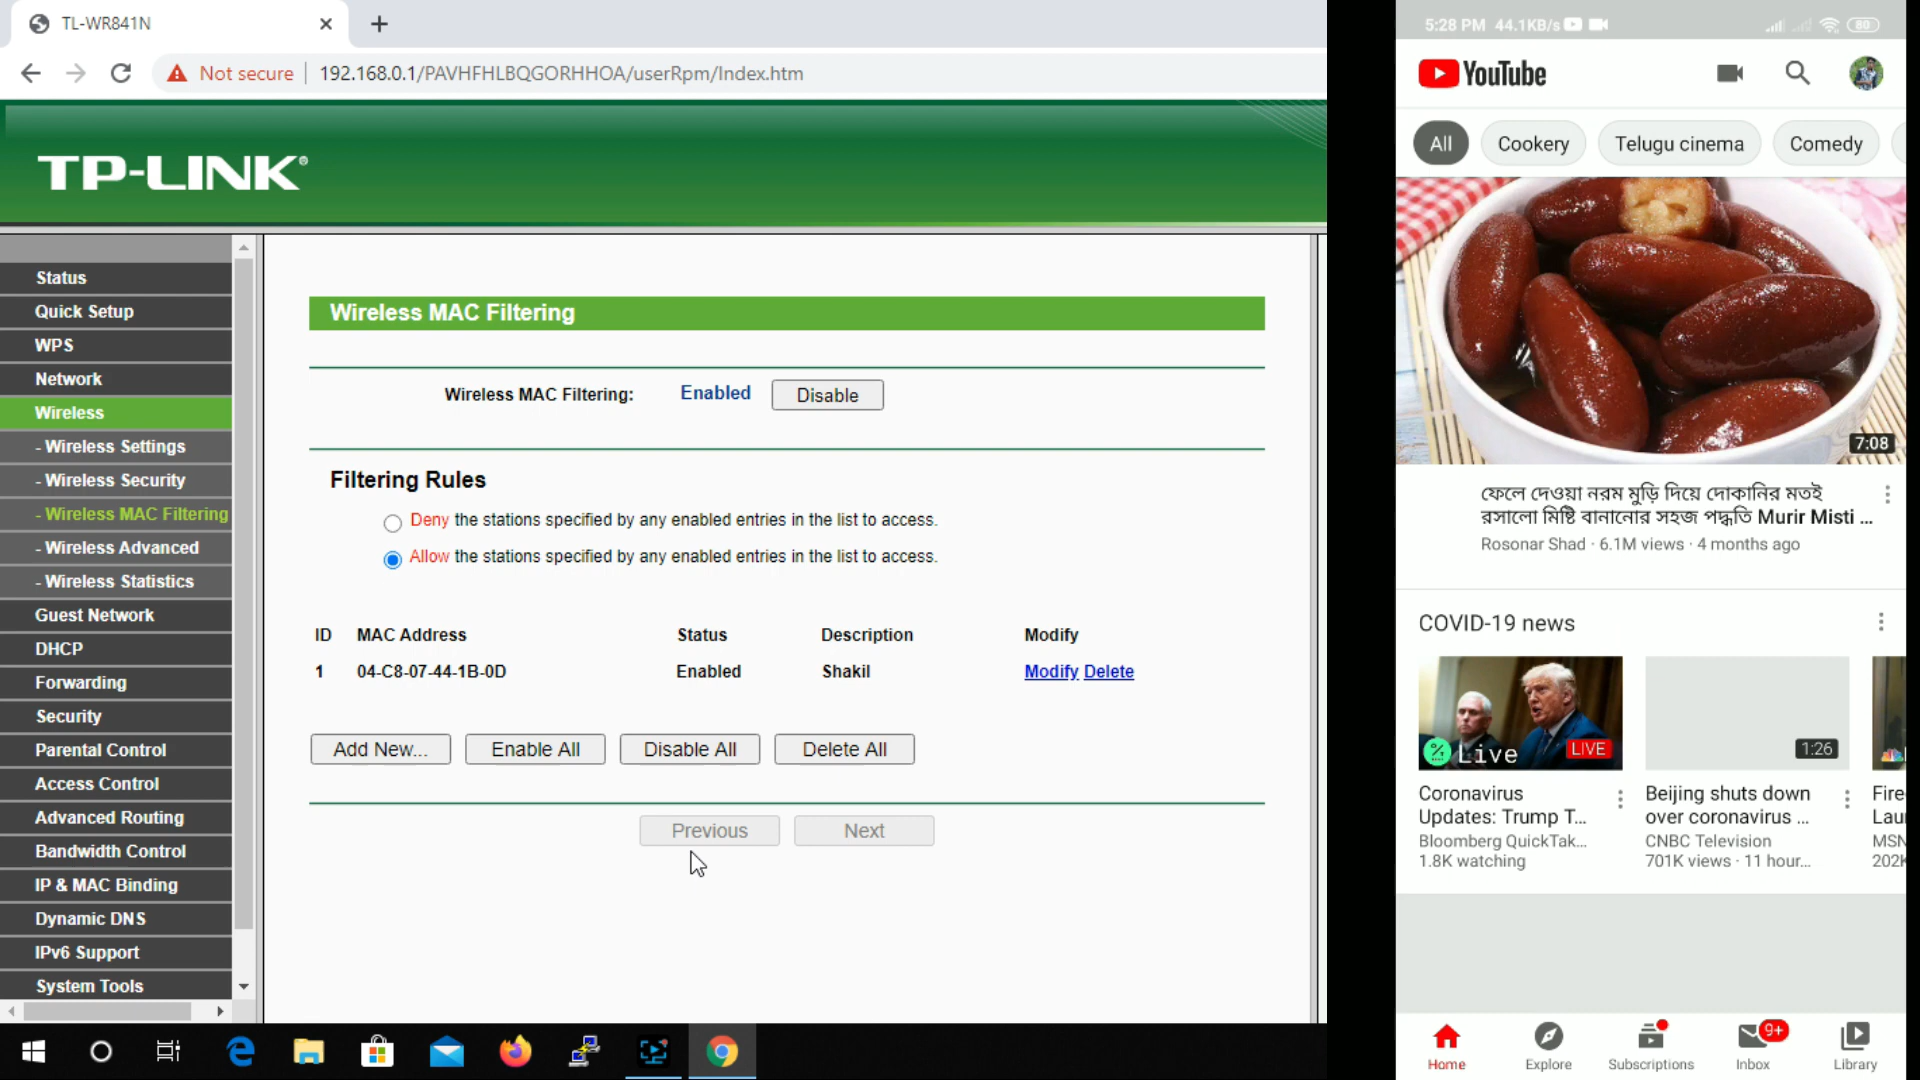 TL-WR841N
Not secure
192.168.0.1/PAVHFHLBQGORHHOA/userRpm/Index.htm
TP-LINK®
Status
Quick Setup
WPS
Network
Wireless
- Wireless Settings
- Wireless Security
- Wireless MAC Filtering
- Wireless Advanced
- Wireless Statistics
Guest Network
DHCP
Forwarding
Security
Parental Control
Access Control
Advanced Routing
Bandwidth Control
IP & MAC Binding
Dynamic DNS
IPv6 Support
System Tools
Wireless MAC Filtering
Wireless MAC Filtering: Enabled Disable
Filtering Rules
Deny the stations specified by any enabled entries in the list to access.
Allow the stations specified by any enabled entries in the list to access.
ID MAC Address Status Description Modify
1 04-C8-07-44-1B-0D Enabled Shakil Modify Delete
Add New... Enable All Disable All Delete All
Previous Next
5:28 PM 44.1KB/s 80
YouTube
All Cookery Telugu cinema Comedy
7:08
ফেলে দেওয়া নরম মুড়ি দিয়ে দোকানির মতই
রসালো মিষ্টি বানানোর সহজ পদ্ধতি Murir Misti ...
Rosonar Shad · 6.1M views · 4 months ago
COVID-19 news
Live LIVE
Coronavirus
Updates: Trump T...
Bloomberg QuickTak...
1.8K watching
1:26
Beijing shuts down
over coronavirus ...
CNBC Television
701K views · 11 hour...
Fire
Lau
MSN
202K
9+
Home Explore Subscriptions Inbox Library